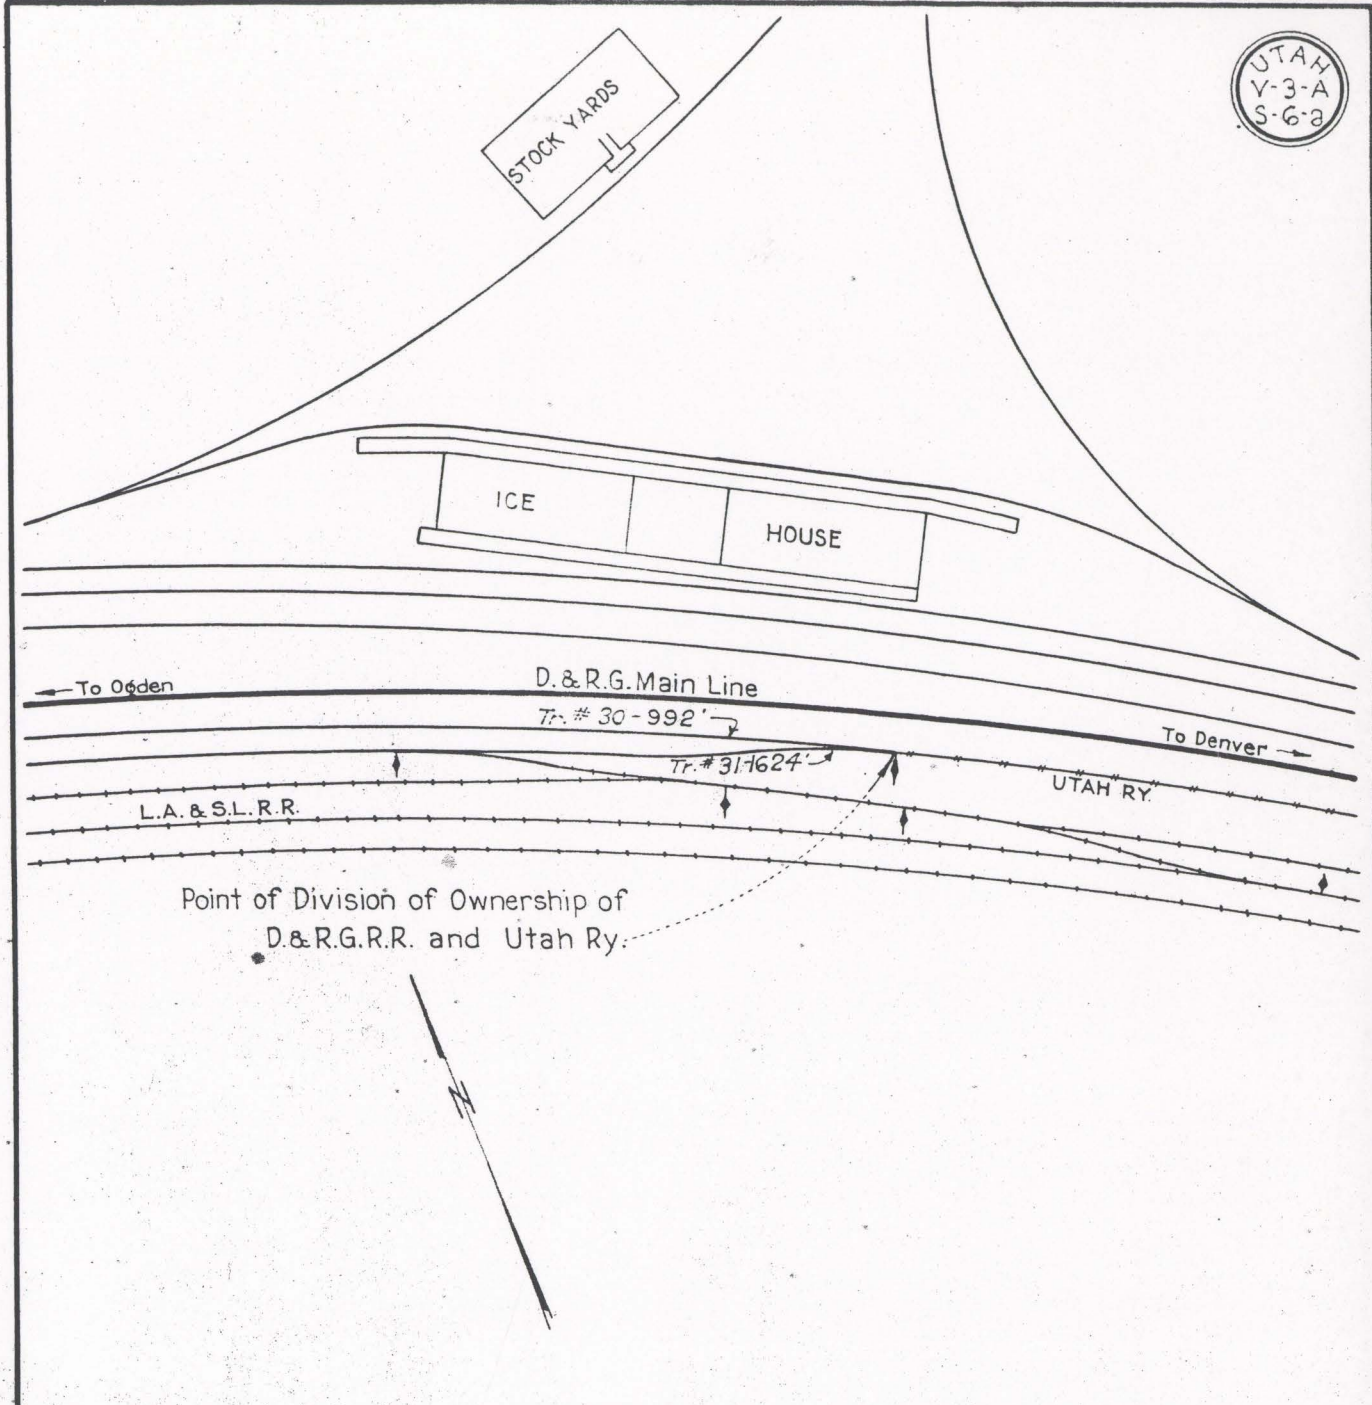 UTAH
V-3-A
S-6-a
STOCK YARDS
ICE
HOUSE
D.&R.G. Main Line
To Ogden
Tr. # 30-992'
To Denver
Tr. # 31-1624'
UTAH RY.
L.A. & S.L.R.R.
Point of Division of Ownership of
D.&R.G.R.R. and Utah Ry.
N